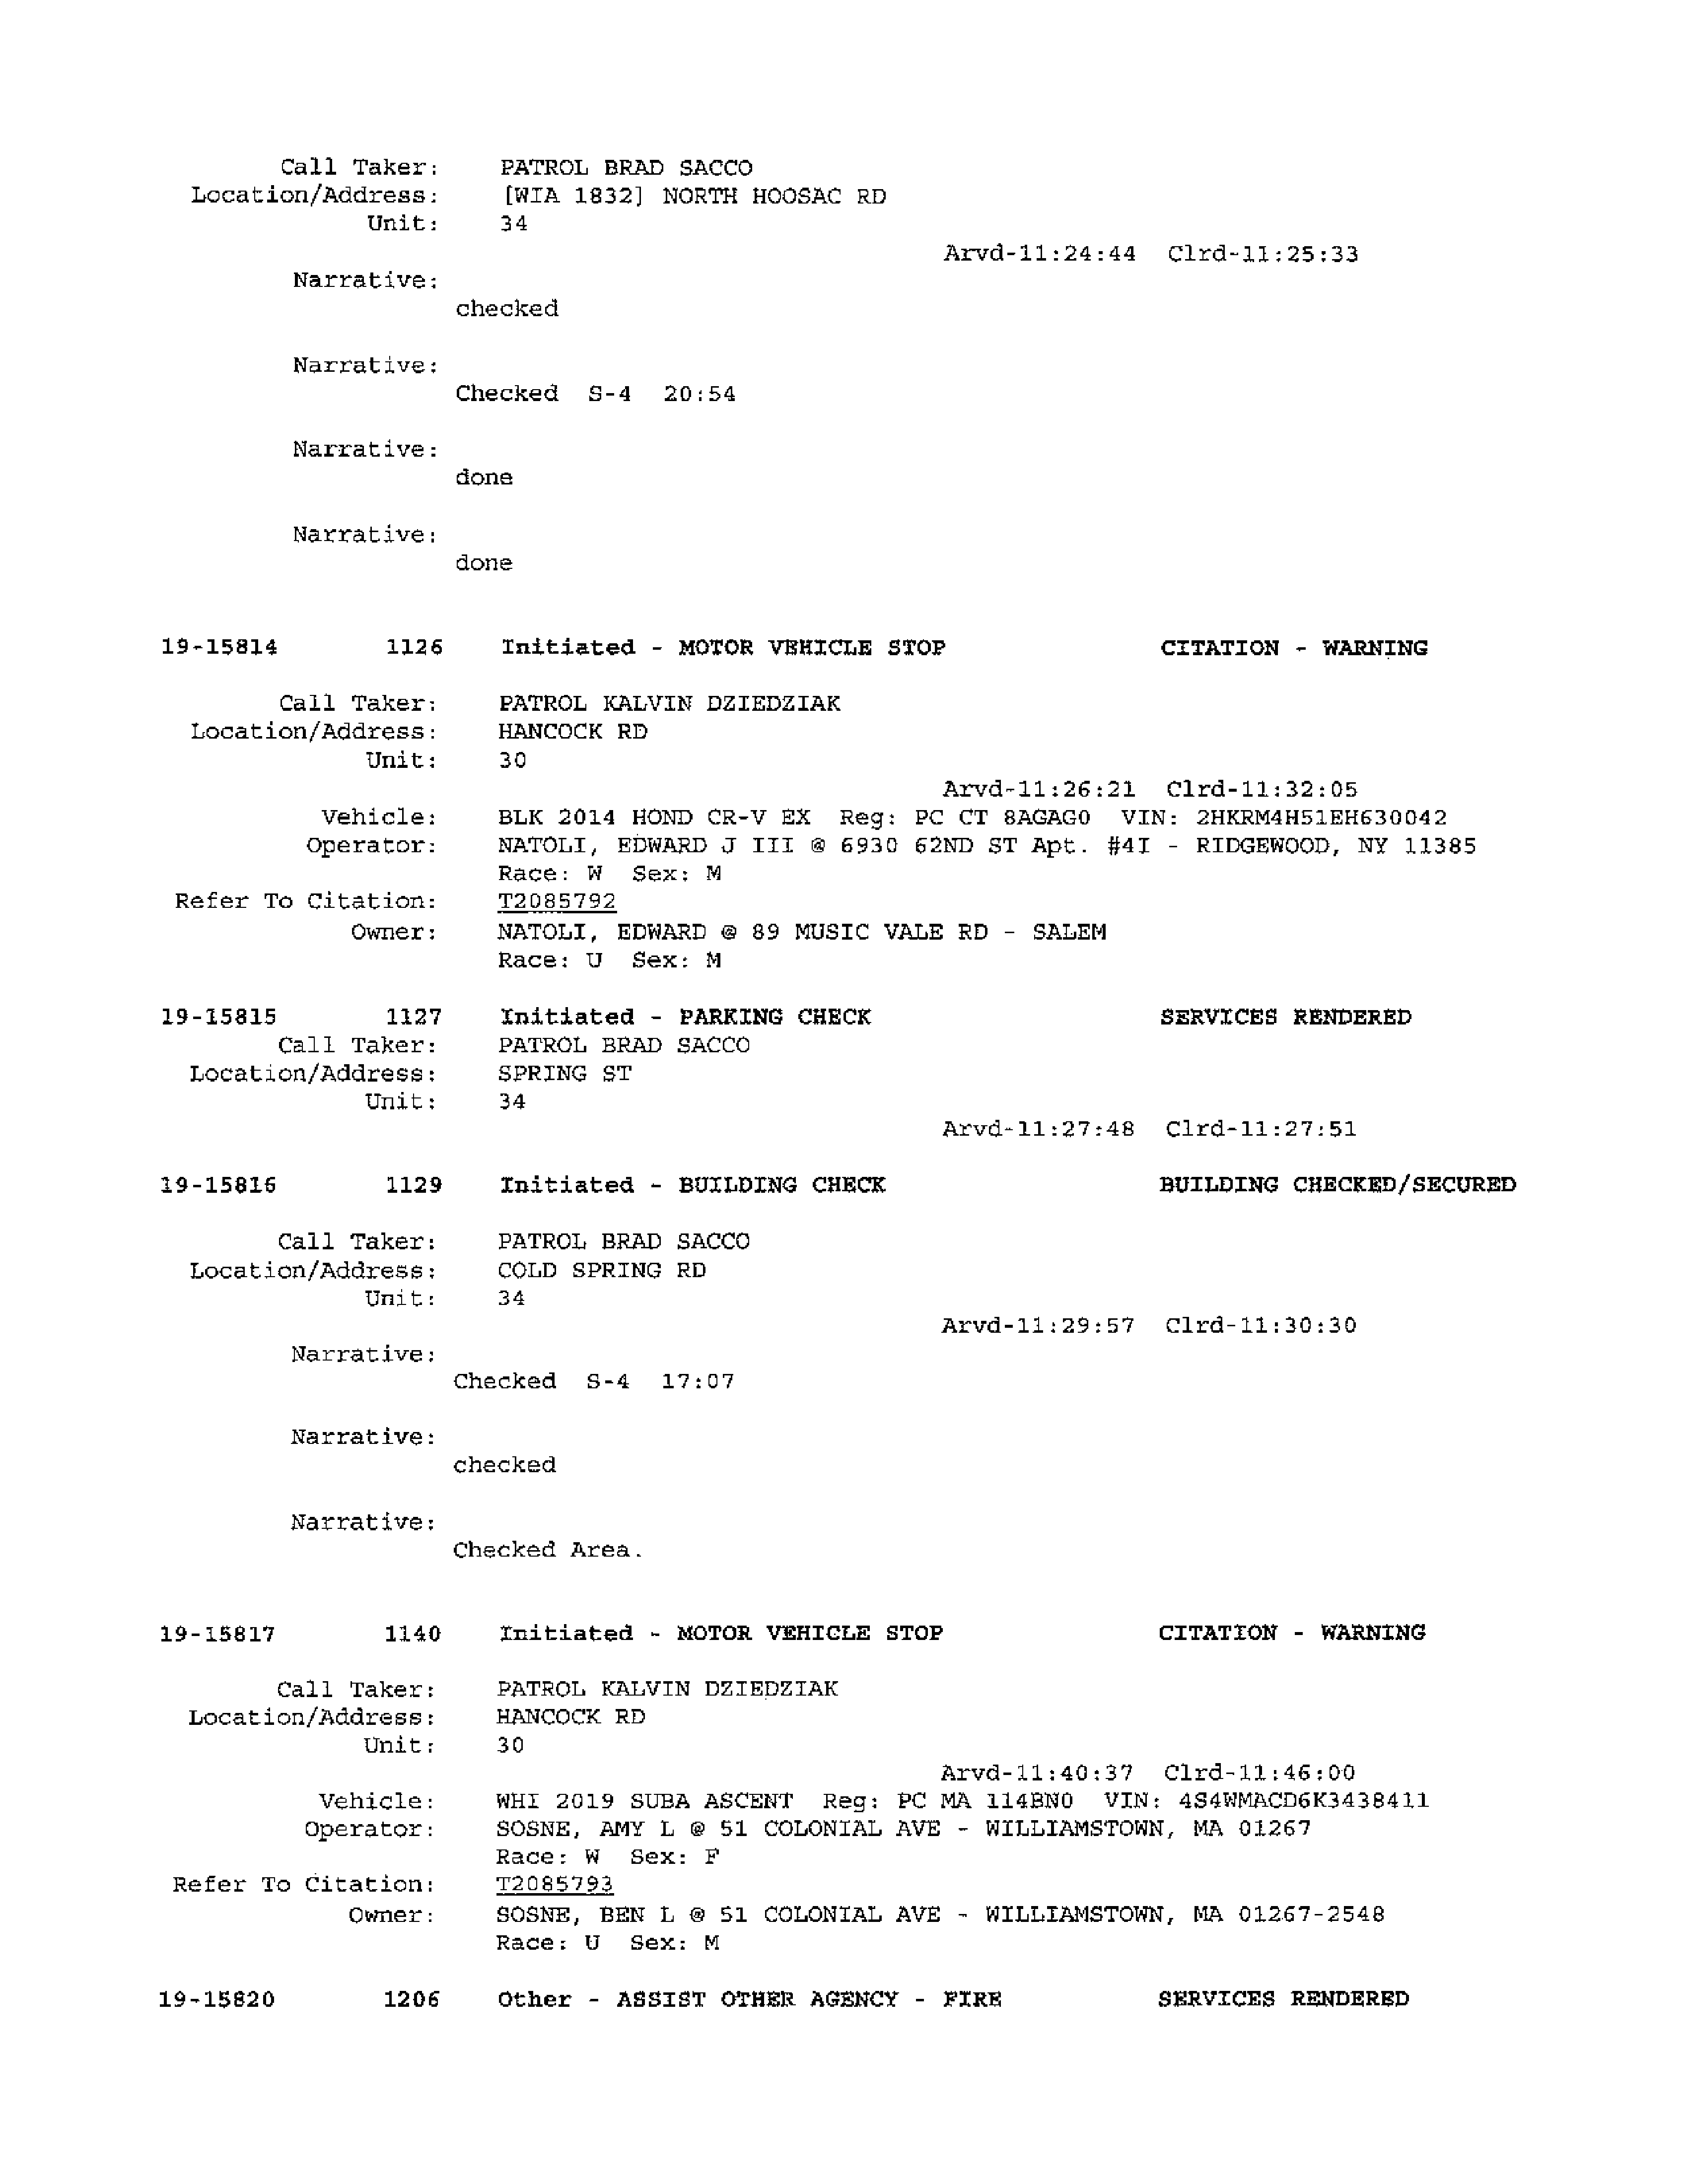 Call Taker: PATROL BRAD SACCO
Location/Address: [WIA 1832] NORTH HOOSAC RD
Unit: 34
Arvd-11:24:44 Clrd-11:25:33
Narrative:
checked
Narrative:
Checked S-4 20:54
Narrative:
done
Narrative:
done
19-15814 1126 Initiated - MOTOR VEHICLE STOP CITATION - WARNING
Call Taker: PATROL KALVIN DZIEDZIAK
Location/Address: HANCOCK RD
Unit: 30
Arvd-11:26:21 Clrd-11:32:05
Vehicle: BLK 2014 HOND CR-V EX Reg: PC CT 8AGAG0 VIN: 2HKRM4H51EH630042
Operator: NATOLI, EDWARD J III @ 6930 62ND ST Apt. #4I - RIDGEWOOD, NY 11385
Race: W Sex: M
Refer To Citation: T2085792
Owner: NATOLI, EDWARD @ 89 MUSIC VALE RD - SALEM
Race: U Sex: M
19-15815 1127 Initiated - PARKING CHECK SERVICES RENDERED
Call Taker: PATROL BRAD SACCO
Location/Address: SPRING ST
Unit: 34
Arvd-11:27:48 Clrd-11:27:51
19-15816 1129 Initiated - BUILDING CHECK BUILDING CHECKED/SECURED
Call Taker: PATROL BRAD SACCO
Location/Address: COLD SPRING RD
Unit: 34
Arvd-11:29:57 Clrd-11:30:30
Narrative:
Checked S-4 17:07
Narrative:
checked
Narrative:
Checked Area.
19-15817 1140 Initiated - MOTOR VEHICLE STOP CITATION - WARNING
Call Taker: PATROL KALVIN DZIEDZIAK
Location/Address: HANCOCK RD
Unit: 30
Arvd-11:40:37 Clrd-11:46:00
Vehicle: WHI 2019 SUBA ASCENT Reg: PC MA 114BN0 VIN: 4S4WMACD6K3438411
Operator: SOSNE, AMY L @ 51 COLONIAL AVE - WILLIAMSTOWN, MA 01267
Race: W Sex: F
Refer To Citation: T2085793
Owner: SOSNE, BEN L @ 51 COLONIAL AVE - WILLIAMSTOWN, MA 01267-2548
Race: U Sex: M
19-15820 1206 Other - ASSIST OTHER AGENCY - FIRE SERVICES RENDERED